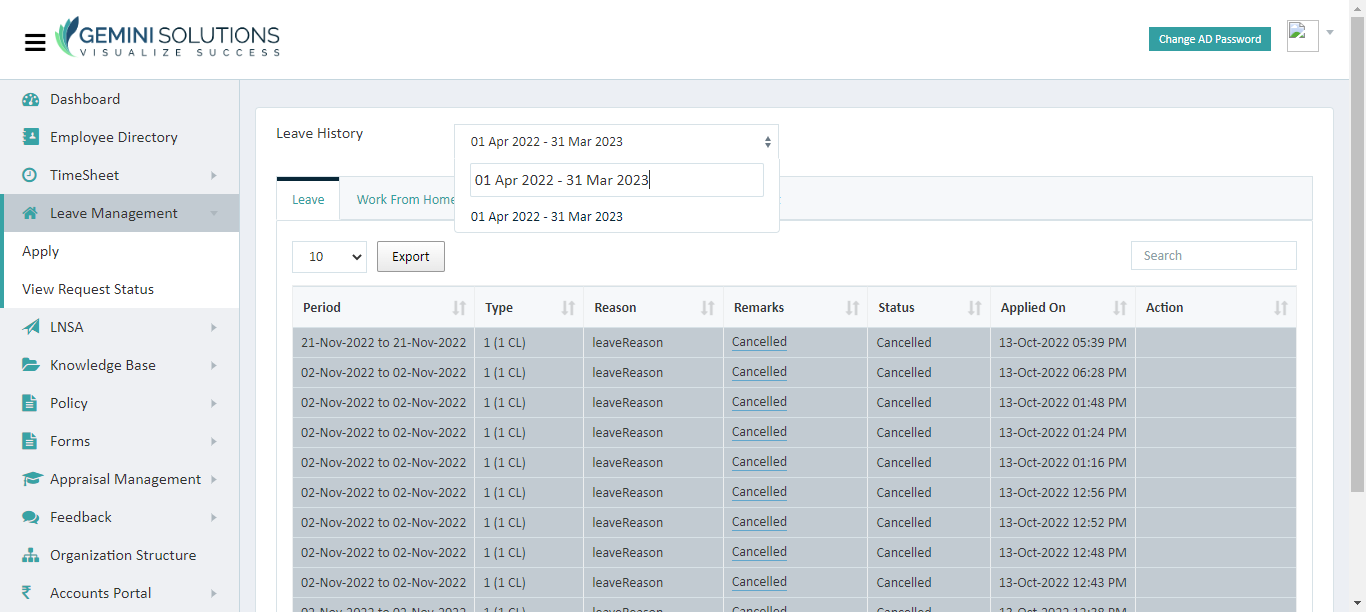 GEMINI SOLUTIONS
VISUALIZE SUCCESS
Change AD Password
Dashboard
Employee Directory
TimeSheet
Leave Management
Apply
View Request Status
LNSA
Knowledge Base
Policy
Forms
Appraisal Management
Feedback
Organization Structure
Accounts Portal
Leave History
01 Apr 2022 - 31 Mar 2023
01 Apr 2022 - 31 Mar 2023
01 Apr 2022 - 31 Mar 2023
Leave Work From Home
10 Export Search
Period Type Reason Remarks Status Applied On Action
21-Nov-2022 to 21-Nov-2022 1 (1 CL) leaveReason Cancelled Cancelled 13-Oct-2022 05:39 PM
02-Nov-2022 to 02-Nov-2022 1 (1 CL) leaveReason Cancelled Cancelled 13-Oct-2022 06:28 PM
02-Nov-2022 to 02-Nov-2022 1 (1 CL) leaveReason Cancelled Cancelled 13-Oct-2022 01:48 PM
02-Nov-2022 to 02-Nov-2022 1 (1 CL) leaveReason Cancelled Cancelled 13-Oct-2022 01:24 PM
02-Nov-2022 to 02-Nov-2022 1 (1 CL) leaveReason Cancelled Cancelled 13-Oct-2022 01:16 PM
02-Nov-2022 to 02-Nov-2022 1 (1 CL) leaveReason Cancelled Cancelled 13-Oct-2022 12:56 PM
02-Nov-2022 to 02-Nov-2022 1 (1 CL) leaveReason Cancelled Cancelled 13-Oct-2022 12:52 PM
02-Nov-2022 to 02-Nov-2022 1 (1 CL) leaveReason Cancelled Cancelled 13-Oct-2022 12:48 PM
02-Nov-2022 to 02-Nov-2022 1 (1 CL) leaveReason Cancelled Cancelled 13-Oct-2022 12:43 PM